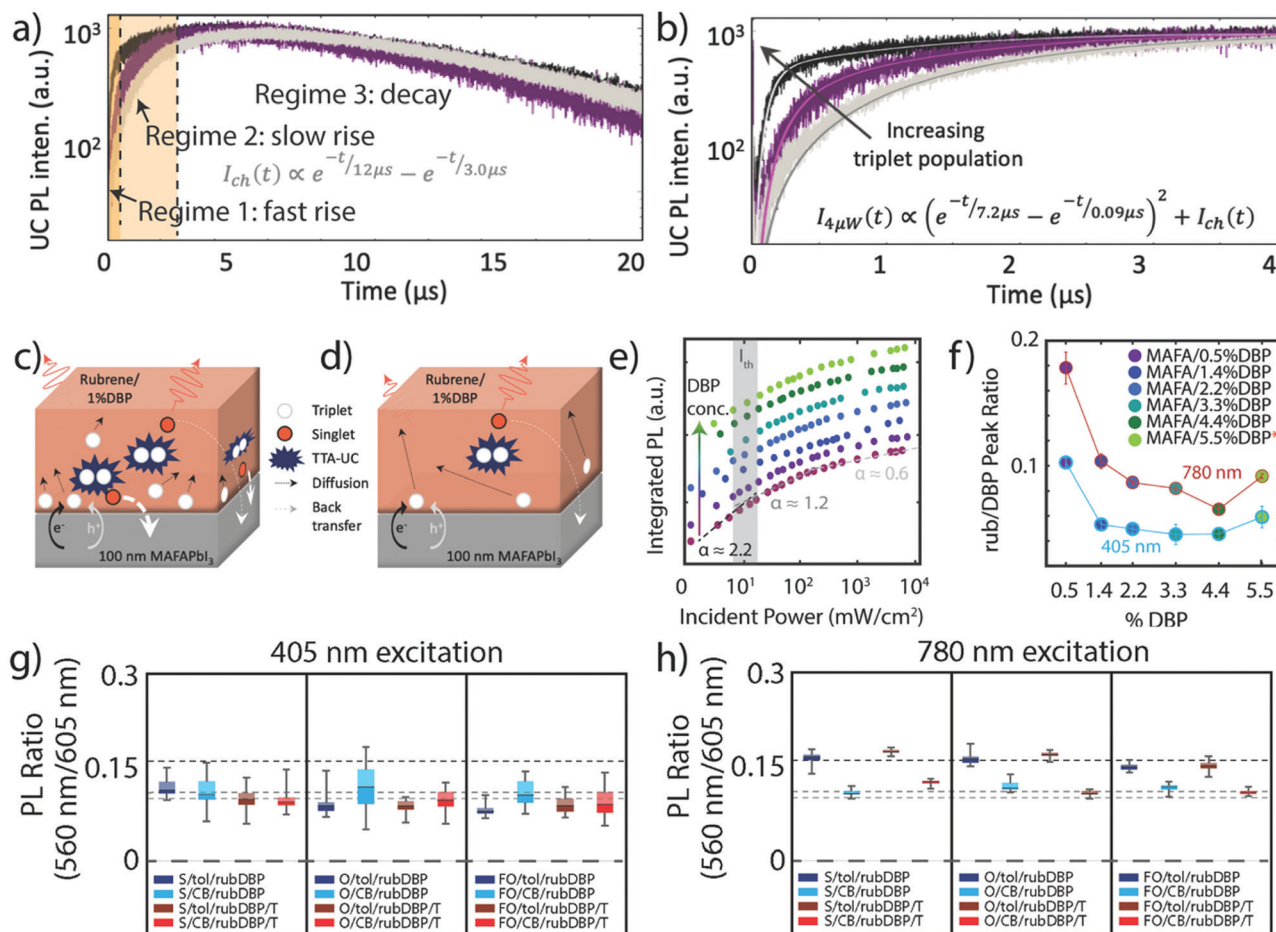 a)
UC PL inten. (a.u.)
10³
10²
Regime 3: decay
Regime 2: slow rise
I_ch(t) ∝ e^{-t/12μs} − e^{-t/3.0μs}
Regime 1: fast rise
0 5 10 15 20
Time (μs)
b)
UC PL inten. (a.u.)
10³
10²
Increasing
triplet population
I_{4μW}(t) ∝ (e^{-t/7.2μs} − e^{-t/0.09μs})² + I_ch(t)
0 1 2 3 4
Time (μs)
c)
Rubrene/
1%DBP
e⁻
h⁺
100 nm MAFAPbI₃
Triplet
Singlet
TTA-UC
Diffusion
Back
transfer
d)
Rubrene/
1%DBP
100 nm MAFAPbI₃
e)
Integrated PL (a.u.)
I_th
DBP
conc.
α ≈ 0.6
α ≈ 1.2
α ≈ 2.2
0 10¹ 10² 10³ 10⁴
Incident Power (mW/cm²)
f)
rub/DBP Peak Ratio
0.2
0.1
MAFA/0.5%DBP
MAFA/1.4%DBP
MAFA/2.2%DBP
MAFA/3.3%DBP
MAFA/4.4%DBP
MAFA/5.5%DBP*
780 nm
405 nm
0.5 1.4 2.2 3.3 4.4 5.5
% DBP
g)
405 nm excitation
PL Ratio
(560 nm/605 nm)
0.3
0.15
0
S/tol/rubDBP
S/CB/rubDBP
S/tol/rubDBP/T
S/CB/rubDBP/T
O/tol/rubDBP
O/CB/rubDBP
O/tol/rubDBP/T
O/CB/rubDBP/T
FO/tol/rubDBP
FO/CB/rubDBP
FO/tol/rubDBP/T
FO/CB/rubDBP/T
h)
780 nm excitation
PL Ratio
(560 nm/605 nm)
0.3
0.15
0
S/tol/rubDBP
S/CB/rubDBP
S/tol/rubDBP/T
S/CB/rubDBP/T
O/tol/rubDBP
O/CB/rubDBP
O/tol/rubDBP/T
O/CB/rubDBP/T
FO/tol/rubDBP
FO/CB/rubDBP
FO/tol/rubDBP/T
FO/CB/rubDBP/T